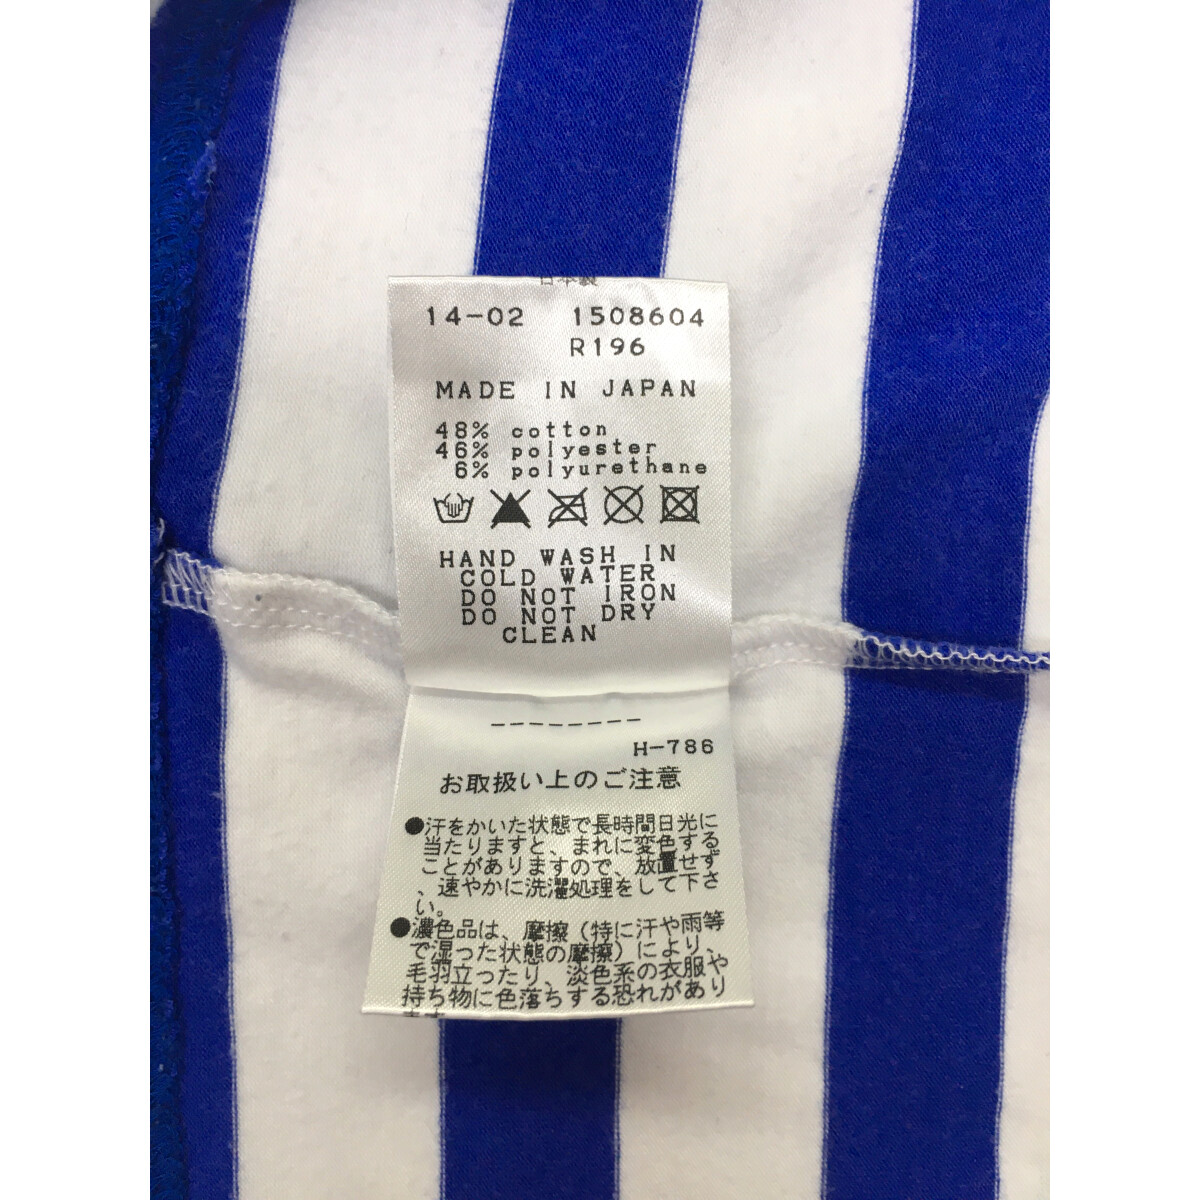 日本製
14-02 1508604
R196
MADE IN JAPAN
48% cotton
46% polyester
6% polyurethane
HAND WASH IN
COLD WATER
DO NOT IRON
DO NOT DRY
CLEAN
--------
H-786
お取扱い上のご注意
●汗をかいた状態で長時間日光に
当たりますと、まれに変色する
ことがありますので、放置せず
、速やかに洗濯処理をして下さ
い。
●濃色品は、摩擦（特に汗や雨等
で湿った状態の摩擦）により、
毛羽立ったり、淡色系の衣服や
持ち物に色落ちする恐れがあり